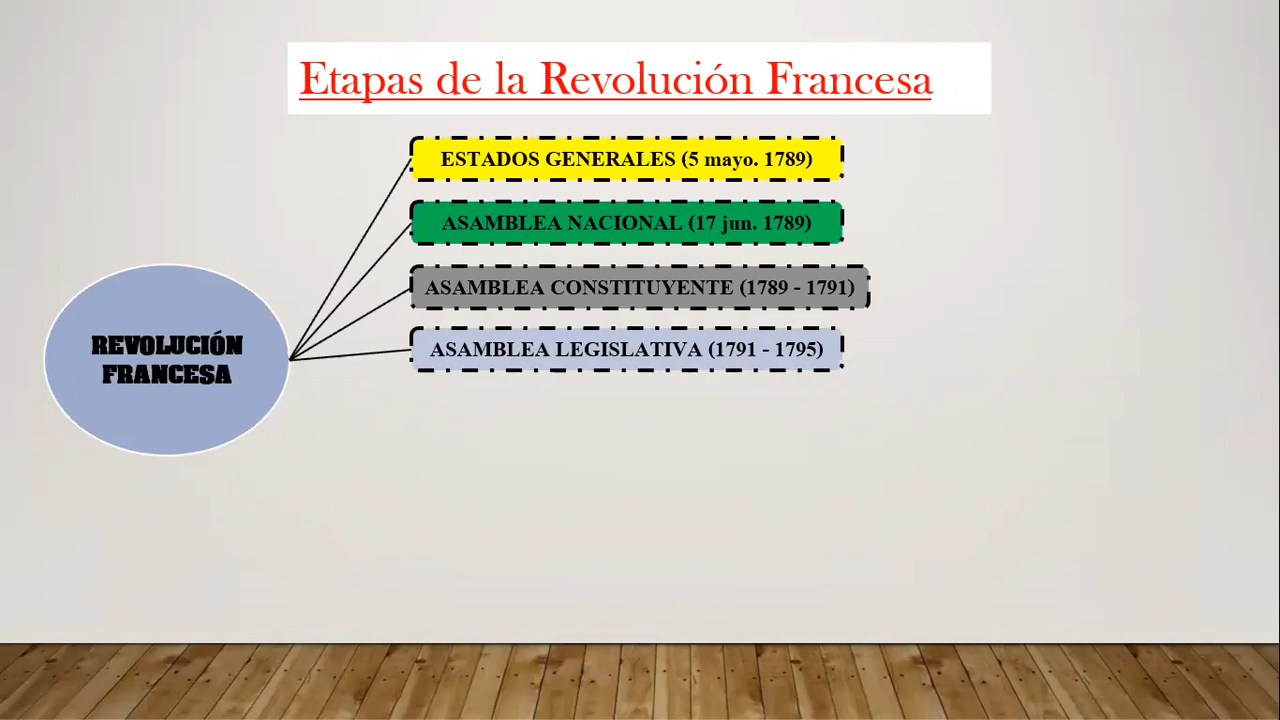 Etapas de la Revolución Francesa
ESTADOS GENERALES (5 mayo. 1789)
ASAMBLEA NACIONAL (17 jun. 1789)
ASAMBLEA CONSTITUYENTE (1789 - 1791)
ASAMBLEA LEGISLATIVA (1791 - 1795)
REVOLUCIÓN
FRANCESA